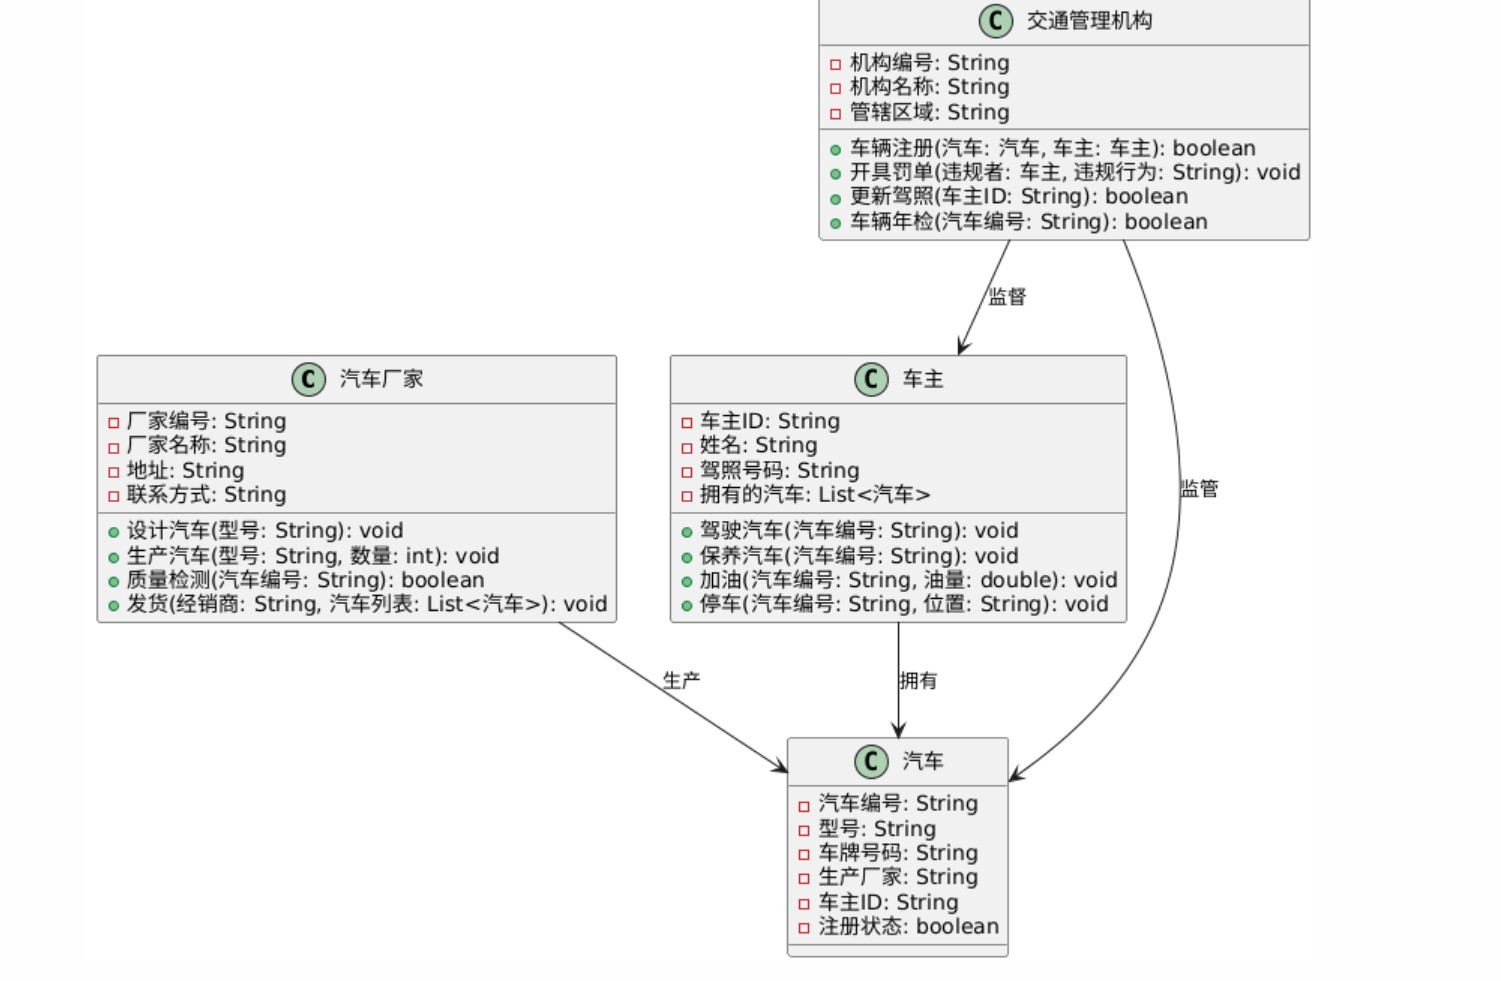 C 交通管理机构
机构编号: String
机构名称: String
管辖区域: String
车辆注册(汽车: 汽车, 车主: 车主): boolean
开具罚单(违规者: 车主, 违规行为: String): void
更新驾照(车主ID: String): boolean
车辆年检(汽车编号: String): boolean
监督
监管
C 汽车厂家
厂家编号: String
厂家名称: String
地址: String
联系方式: String
设计汽车(型号: String): void
生产汽车(型号: String, 数量: int): void
质量检测(汽车编号: String): boolean
发货(经销商: String, 汽车列表: List<汽车>): void
C 车主
车主ID: String
姓名: String
驾照号码: String
拥有的汽车: List<汽车>
驾驶汽车(汽车编号: String): void
保养汽车(汽车编号: String): void
加油(汽车编号: String, 油量: double): void
停车(汽车编号: String, 位置: String): void
生产
拥有
C 汽车
汽车编号: String
型号: String
车牌号码: String
生产厂家: String
车主ID: String
注册状态: boolean